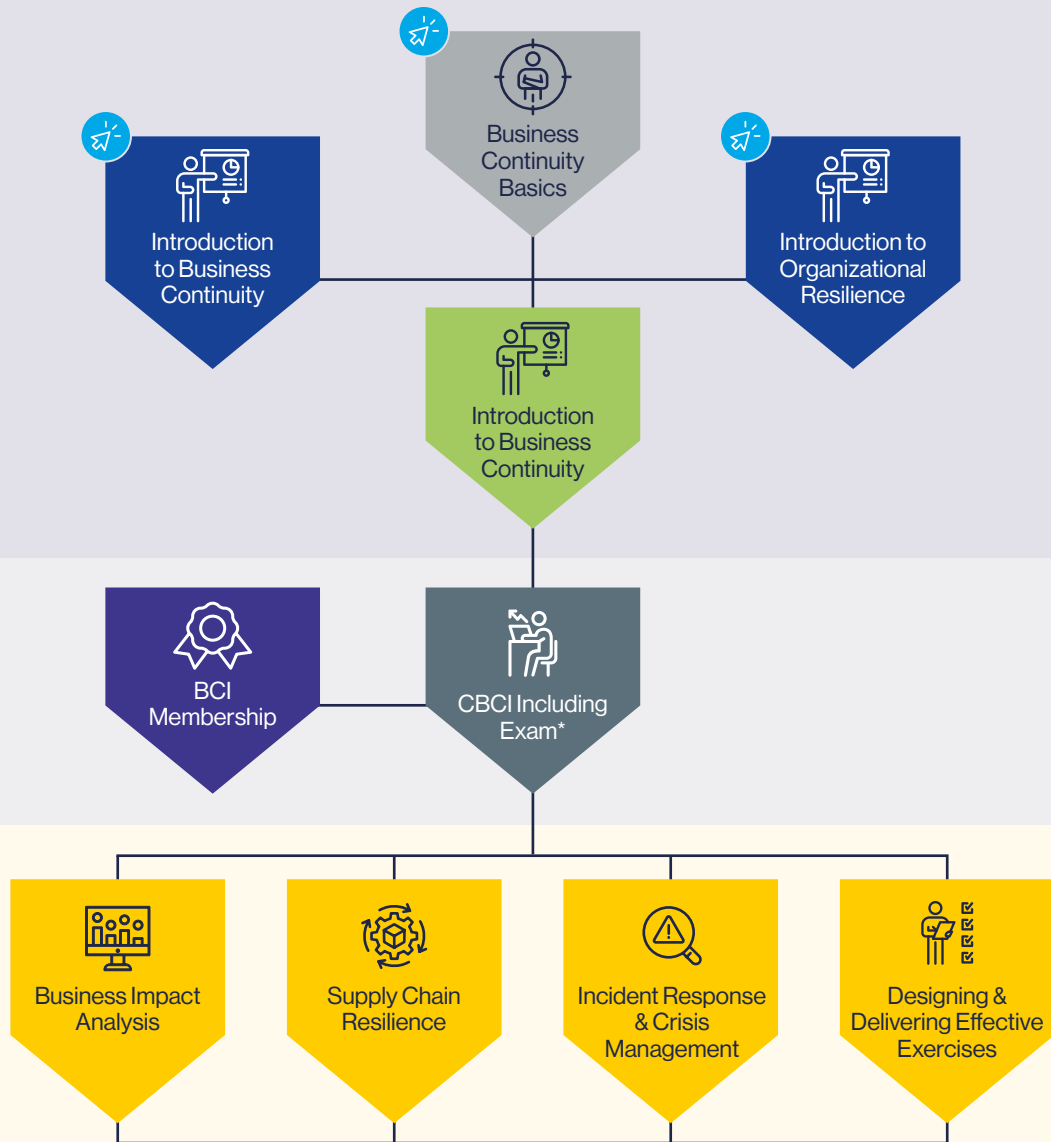 Business
Continuity
Basics
Introduction
to Business
Continuity
Introduction to
Organizational
Resilience
Introduction
to Business
Continuity
BCI
Membership
CBCI Including
Exam*
Business Impact
Analysis
Supply Chain
Resilience
Incident Response
& Crisis
Management
Designing &
Delivering Effective
Exercises